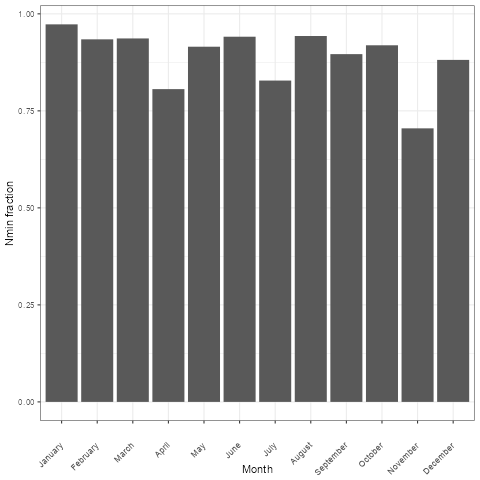 1.00
0.75
0.50
0.25
0.00
Nmin fraction
January
February
March
April
May
June
July
August
September
October
November
December
Month